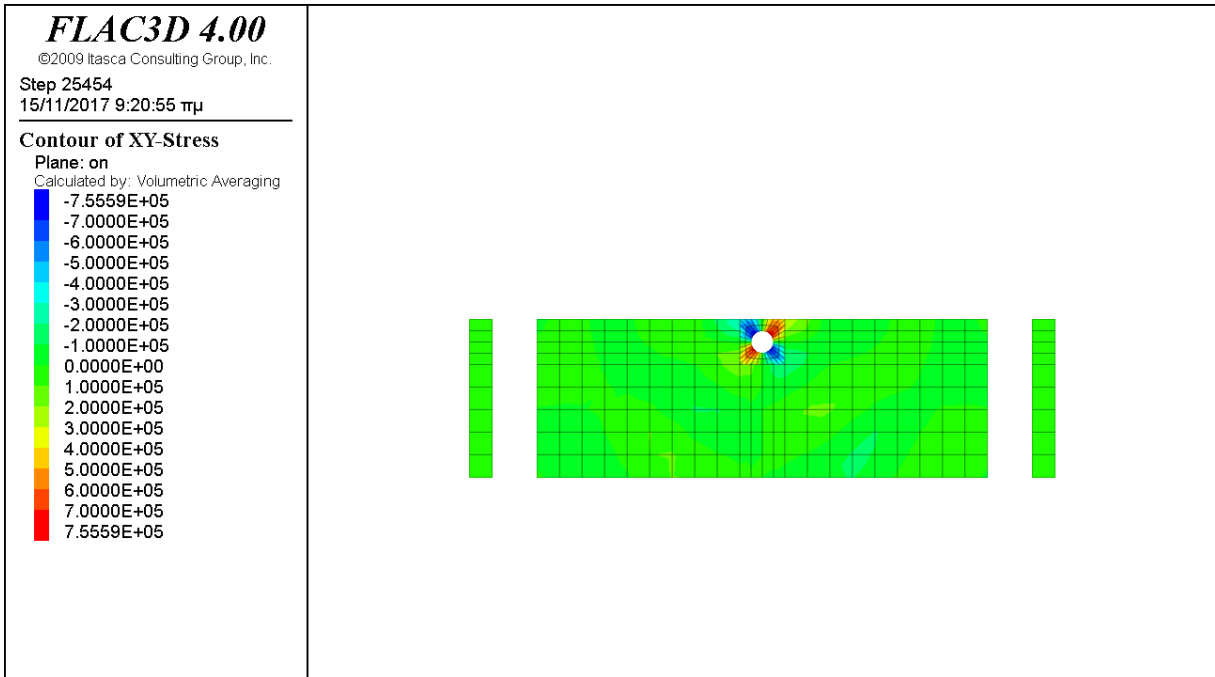 FLAC3D 4.00
©2009 Itasca Consulting Group, Inc.
Step 25454
15/11/2017 9:20:55 πμ
Contour of XY-Stress
Plane: on
Calculated by: Volumetric Averaging
-7.5559E+05
-7.0000E+05
-6.0000E+05
-5.0000E+05
-4.0000E+05
-3.0000E+05
-2.0000E+05
-1.0000E+05
0.0000E+00
1.0000E+05
2.0000E+05
3.0000E+05
4.0000E+05
5.0000E+05
6.0000E+05
7.0000E+05
7.5559E+05